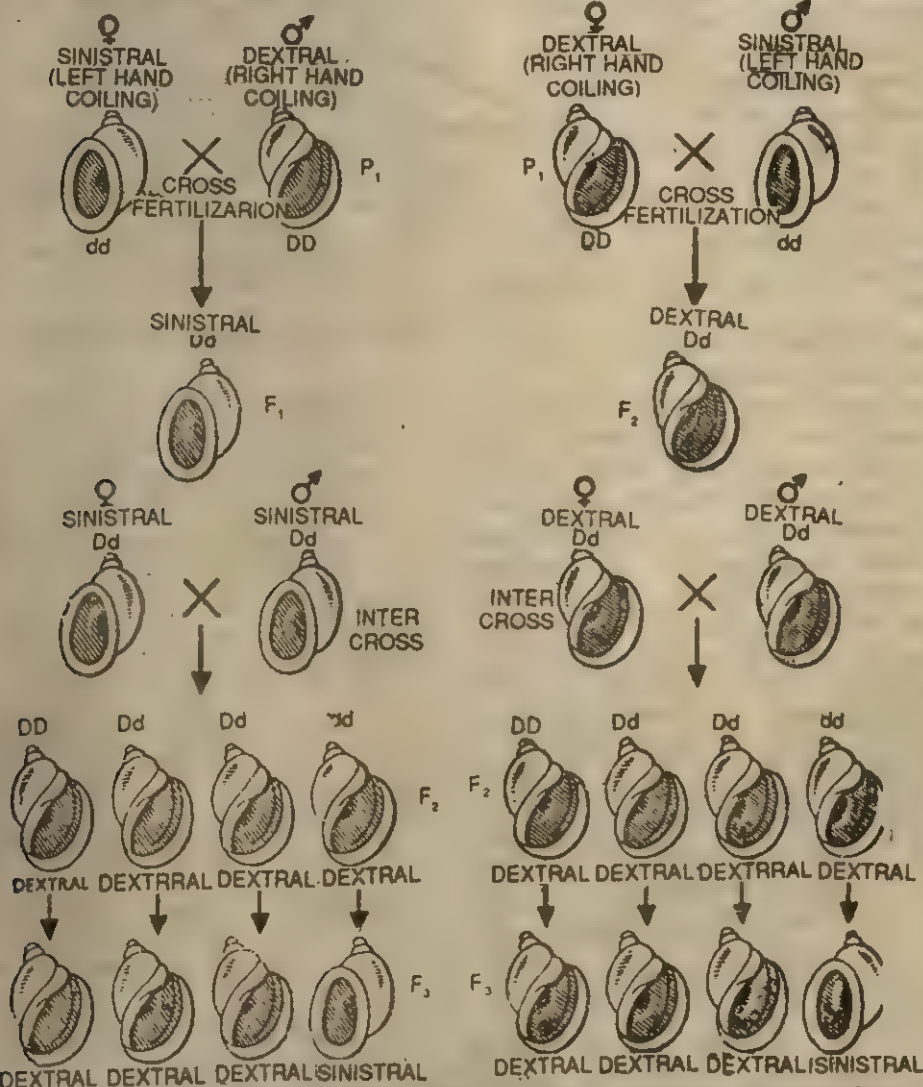 ♀
SINISTRAL
(LEFT HAND
COILING)
♂
DEXTRAL
(RIGHT HAND
COILING)
CROSS
FERTILIZARION
P₁
dd
DD
SINISTRAL
Dd
F₁
♀
SINISTRAL
Dd
♂
SINISTRAL
Dd
INTER
CROSS
DD Dd Dd
F₂
DEXTRAL DEXTRRAL DEXTRAL DEXTRAL
F₃
DEXTRAL DEXTRAL DEXTRAL SINISTRAL
♀
DEXTRAL
(RIGHT HAND
COILING)
♂
SINISTRAL
(LEFT HAND
COILING)
P₁
CROSS
FERTILIZATION
DD
dd
DEXTRAL
Dd
F₂
♀
DEXTRAL
Dd
♂
DEXTRAL
Dd
INTER
CROSS
DD Dd Dd dd
F₂
DEXTRAL DEXTRAL DEXTRRAL DEXTRAL
F₃
DEXTRAL DEXTRAL DEXTRAL SINISTRAL